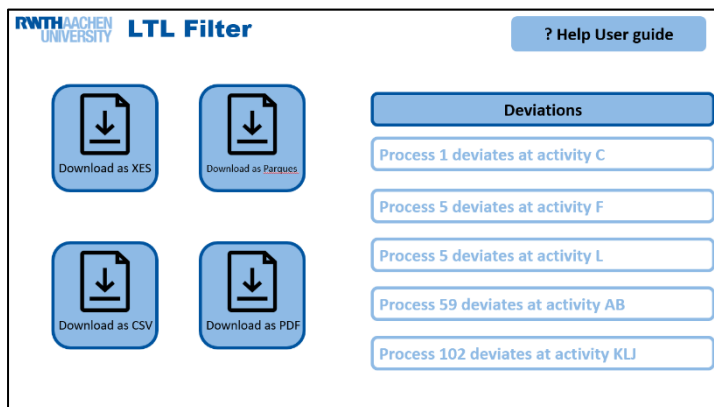 RWTHAACHEN
UNIVERSITY
LTL Filter
? Help User guide
Download as XES
Download as Parques
Download as CSV
Download as PDF
Deviations
Process 1 deviates at activity C
Process 5 deviates at activity F
Process 5 deviates at activity L
Process 59 deviates at activity AB
Process 102 deviates at activity KLJ